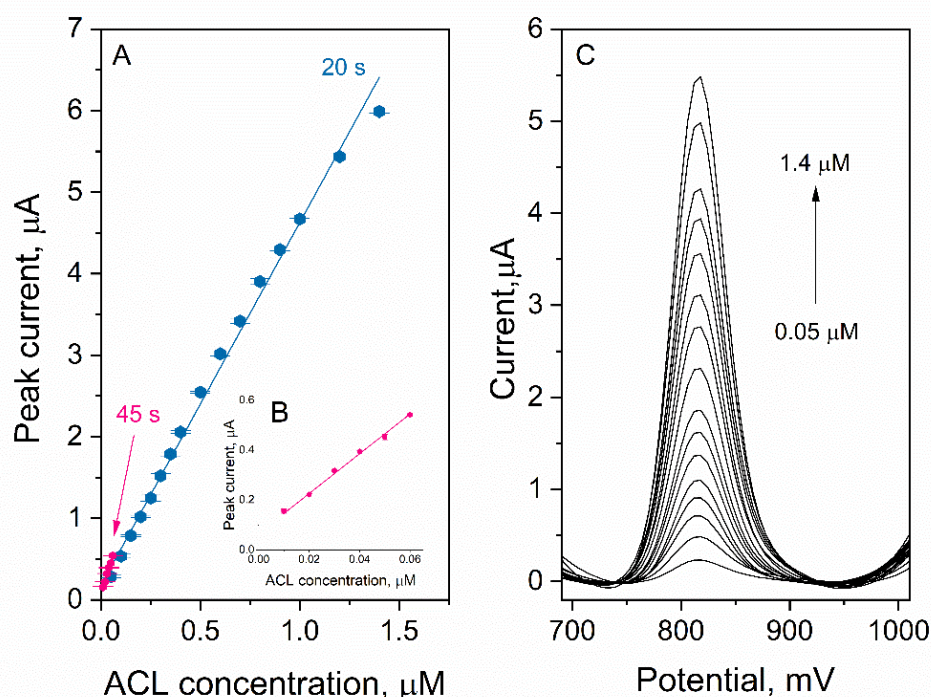 A
20 s
45 s
7
6
5
4
3
2
1
0
0.0
0.5
1.0
1.5
Peak current, μA
ACL concentration, μM
B
0.6
0.4
0.2
0.0
0.02
0.04
0.06
Peak current, μA
ACL concentration, μM
C
1.4 μM
0.05 μM
6
5
4
3
2
1
0
700
800
900
1000
Current,μA
Potential, mV